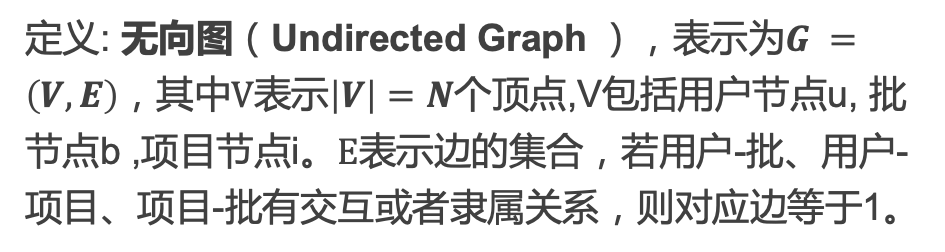 定义: 无向图（Undirected Graph ），表示为G =
(V, E)，其中V表示|V| = N个顶点,V包括用户节点u, 批
节点b ,项目节点i。E表示边的集合，若用户-批、用户-
项目、项目-批有交互或者隶属关系，则对应边等于1。